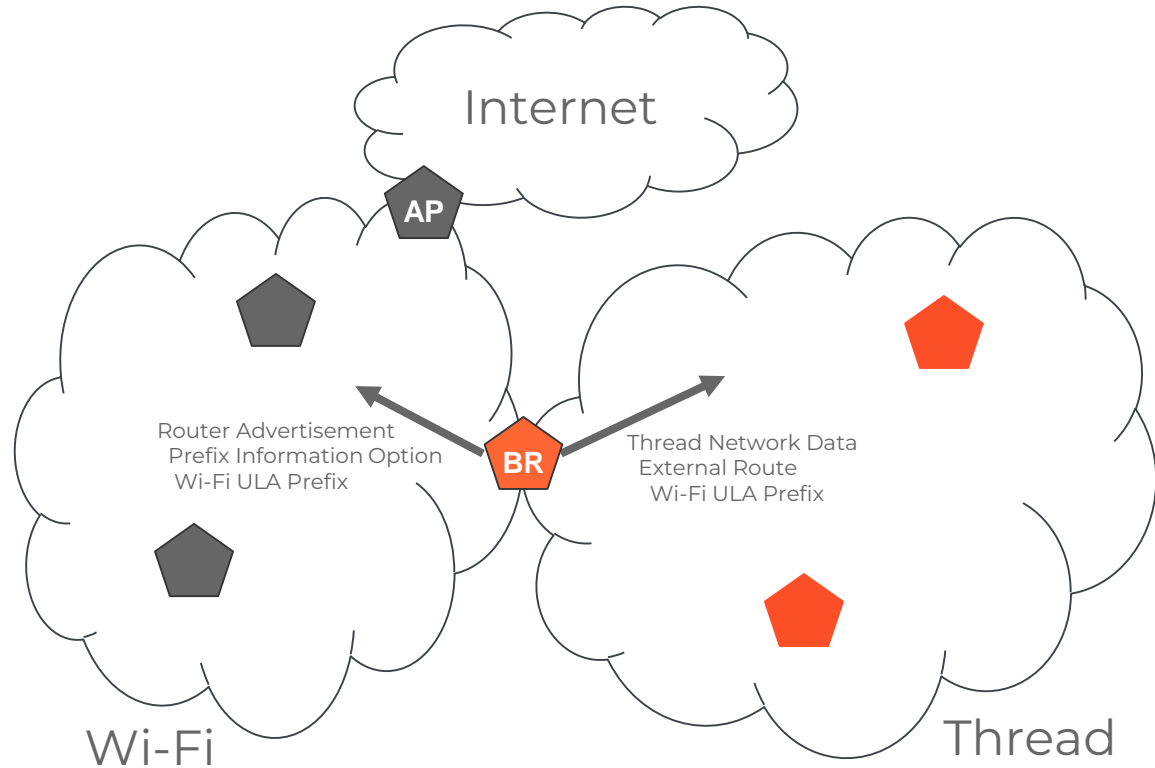 Internet
AP
Router Advertisement
Prefix Information Option
Wi-Fi ULA Prefix
BR
Thread Network Data
External Route
Wi-Fi ULA Prefix
Wi-Fi
Thread